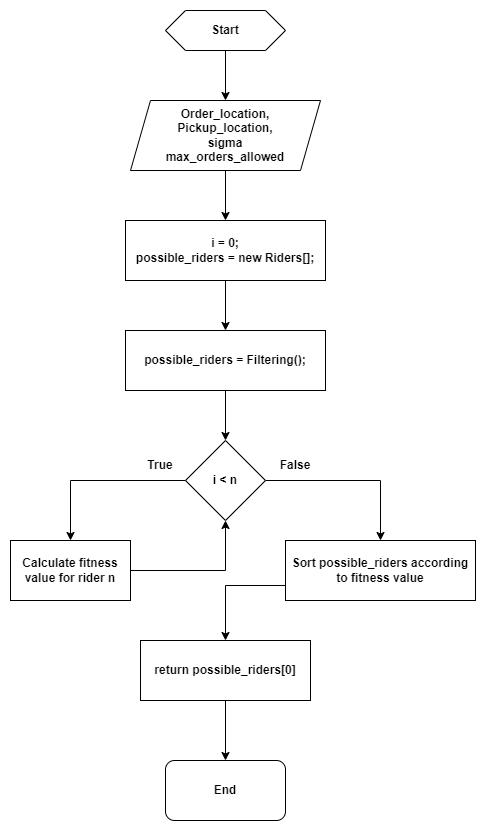 Start
Order_location,
Pickup_location,
sigma
max_orders_allowed
i = 0;
possible_riders = new Riders[];
possible_riders = Filtering();
True
False
i < n
Calculate fitness
value for rider n
Sort possible_riders according
to fitness value
return possible_riders[0]
End